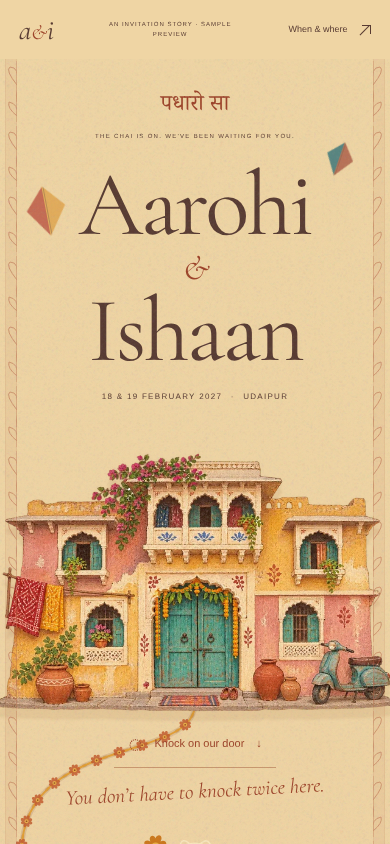 a&i
AN INVITATION STORY · SAMPLE
PREVIEW
When & where
पधारो सा
THE CHAI IS ON. WE'VE BEEN WAITING FOR YOU.
Aarohi
&
Ishaan
18 & 19 FEBRUARY 2027 · UDAIPUR
Knock on our door ↓
You don't have to knock twice here.